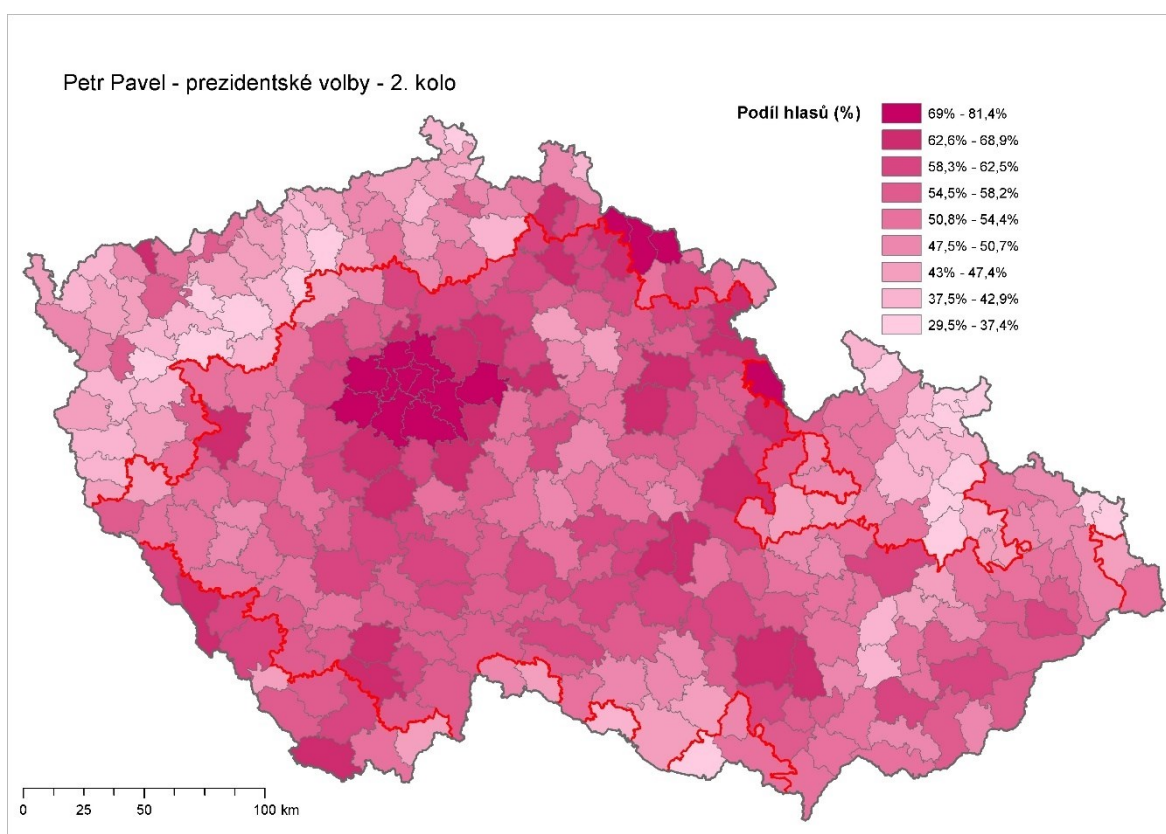 Petr Pavel - prezidentské volby - 2. kolo
Podíl hlasů (%)
69% - 81,4%
62,6% - 68,9%
58,3% - 62,5%
54,5% - 58,2%
50,8% - 54,4%
47,5% - 50,7%
43% - 47,4%
37,5% - 42,9%
29,5% - 37,4%
0 25 50 100 km